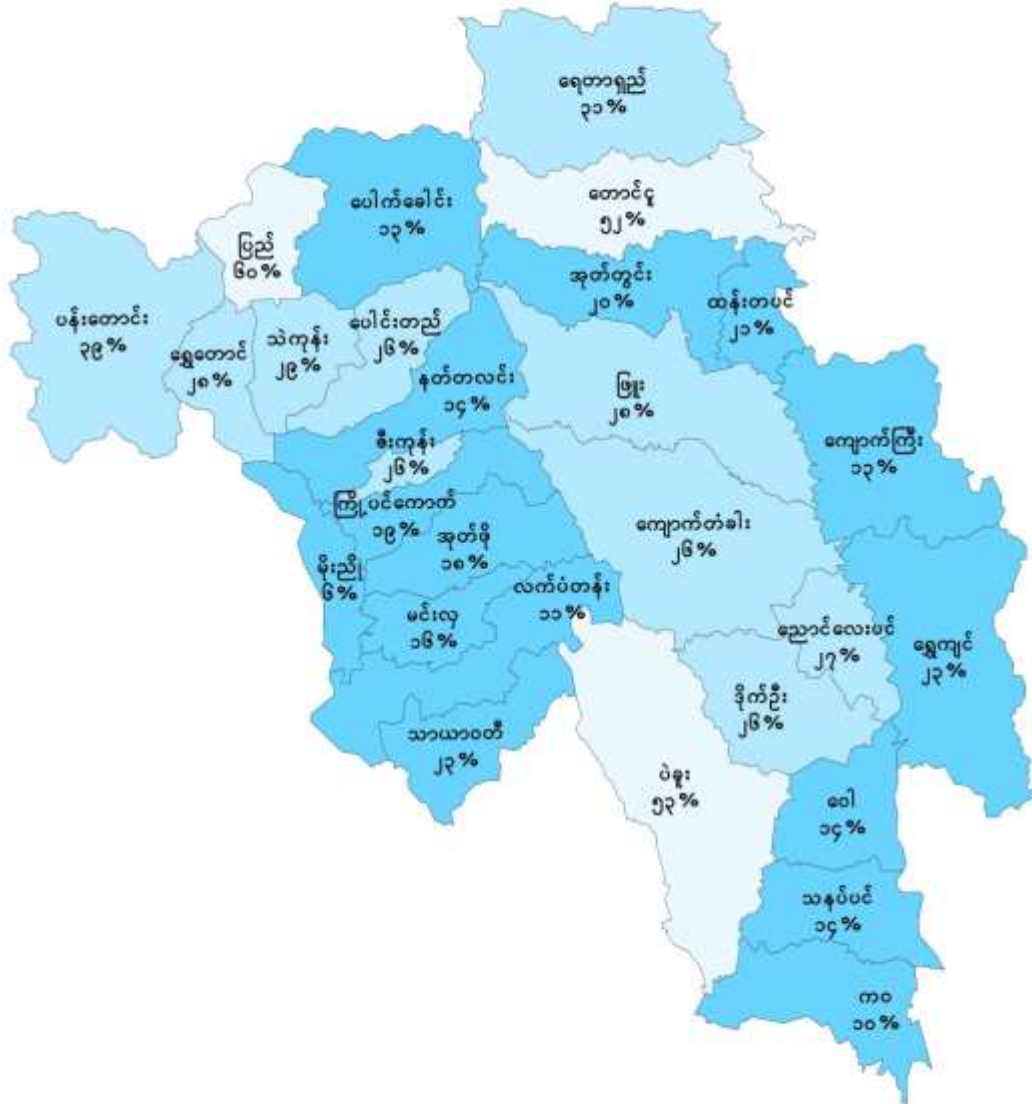 ရေတာရှည်
၃၁%
တောင်ငူ
၅၂%
ပေါက်ခေါင်း
၁၃%
ပြည်
၆၀%
အုတ်တွင်း
၂၀%
ထန်းတပင်
၂၁%
ပန်းတောင်း
၃၉%
ရွှေတောင်
၂၈%
သဲကုန်း
၂၉%
ပေါင်းတည်
၂၆%
နတ်တလင်း
၁၄%
ဖြူး
၂၈%
ကျောက်ကြီး
၁၃%
ဇီးကုန်း
၂၆%
ကြို့ပင်ကောက်
၁၉%
အုတ်ဖို
၁၈%
ကျောက်တံခါး
၂၆%
မိုးညို
၆%
လက်ပံတန်း
၁၁%
မင်းလှ
၁၆%
ညောင်လေးပင်
၂၇%
ရွှေကျင်
၂၃%
ဒိုက်ဦး
၂၆%
သာယာဝတီ
၂၃%
ပဲခူး
၅၃%
ဝေါ
၁၄%
သနပ်ပင်
၁၄%
ကဝ
၁၀%